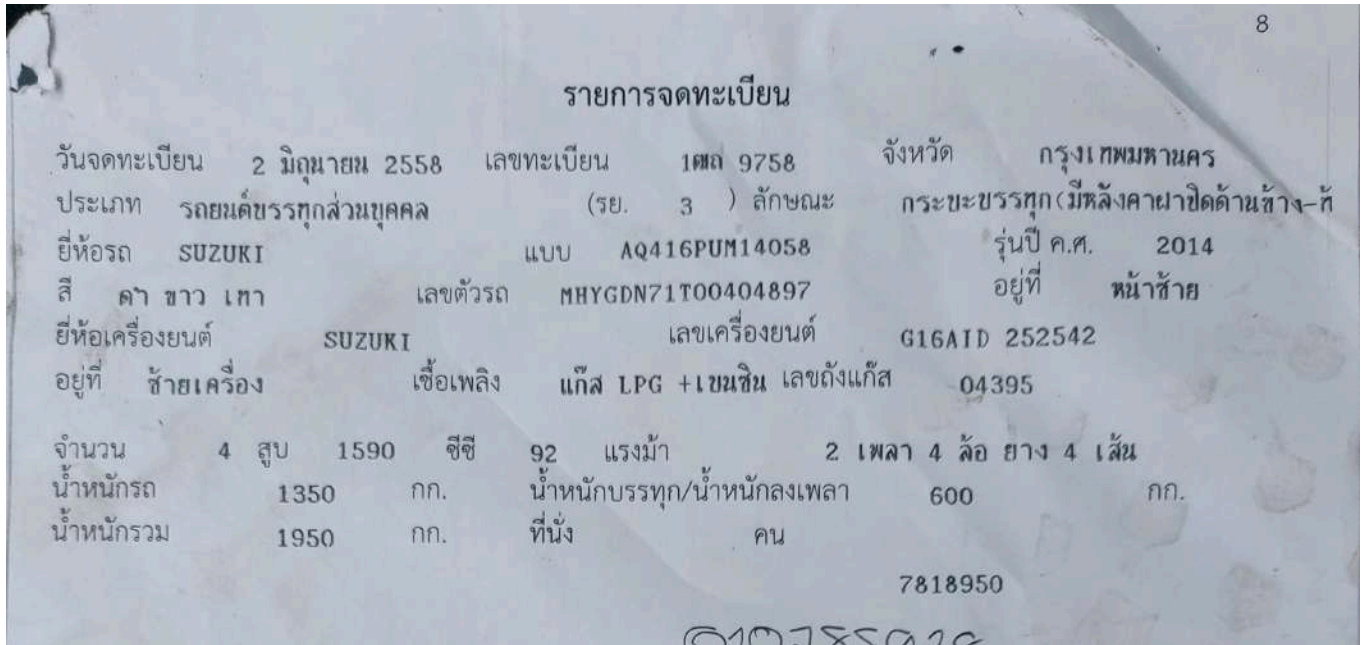 8
รายการจดทะเบียน
วันจดทะเบียน 2 มิถุนายน 2558 เลขทะเบียน 1ฒถ 9758 จังหวัด กรุงเทพมหานคร
ประเภท รถยนต์บรรทุกส่วนบุคคล (รย. 3 ) ลักษณะ กระบะบรรทุก(มีหลังคาฝาปิดด้านข้าง-ท้
ยี่ห้อรถ SUZUKI แบบ AQ416PUM14058 รุ่นปี ค.ศ. 2014
สี ดำ ขาว เทา เลขตัวรถ MHYGDN71T00404897 อยู่ที่ หน้าซ้าย
ยี่ห้อเครื่องยนต์ SUZUKI เลขเครื่องยนต์ G16AID 252542
อยู่ที่ ซ้ายเครื่อง เชื้อเพลิง แก๊ส LPG +เบนซิน เลขถังแก๊ส 04395
จำนวน 4 สูบ 1590 ซีซี 92 แรงม้า 2 เพลา 4 ล้อ ยาง 4 เส้น
น้ำหนักรถ 1350 กก. น้ำหนักบรรทุก/น้ำหนักลงเพลา 600 กก.
น้ำหนักรวม 1950 กก. ที่นั่ง คน
7818950